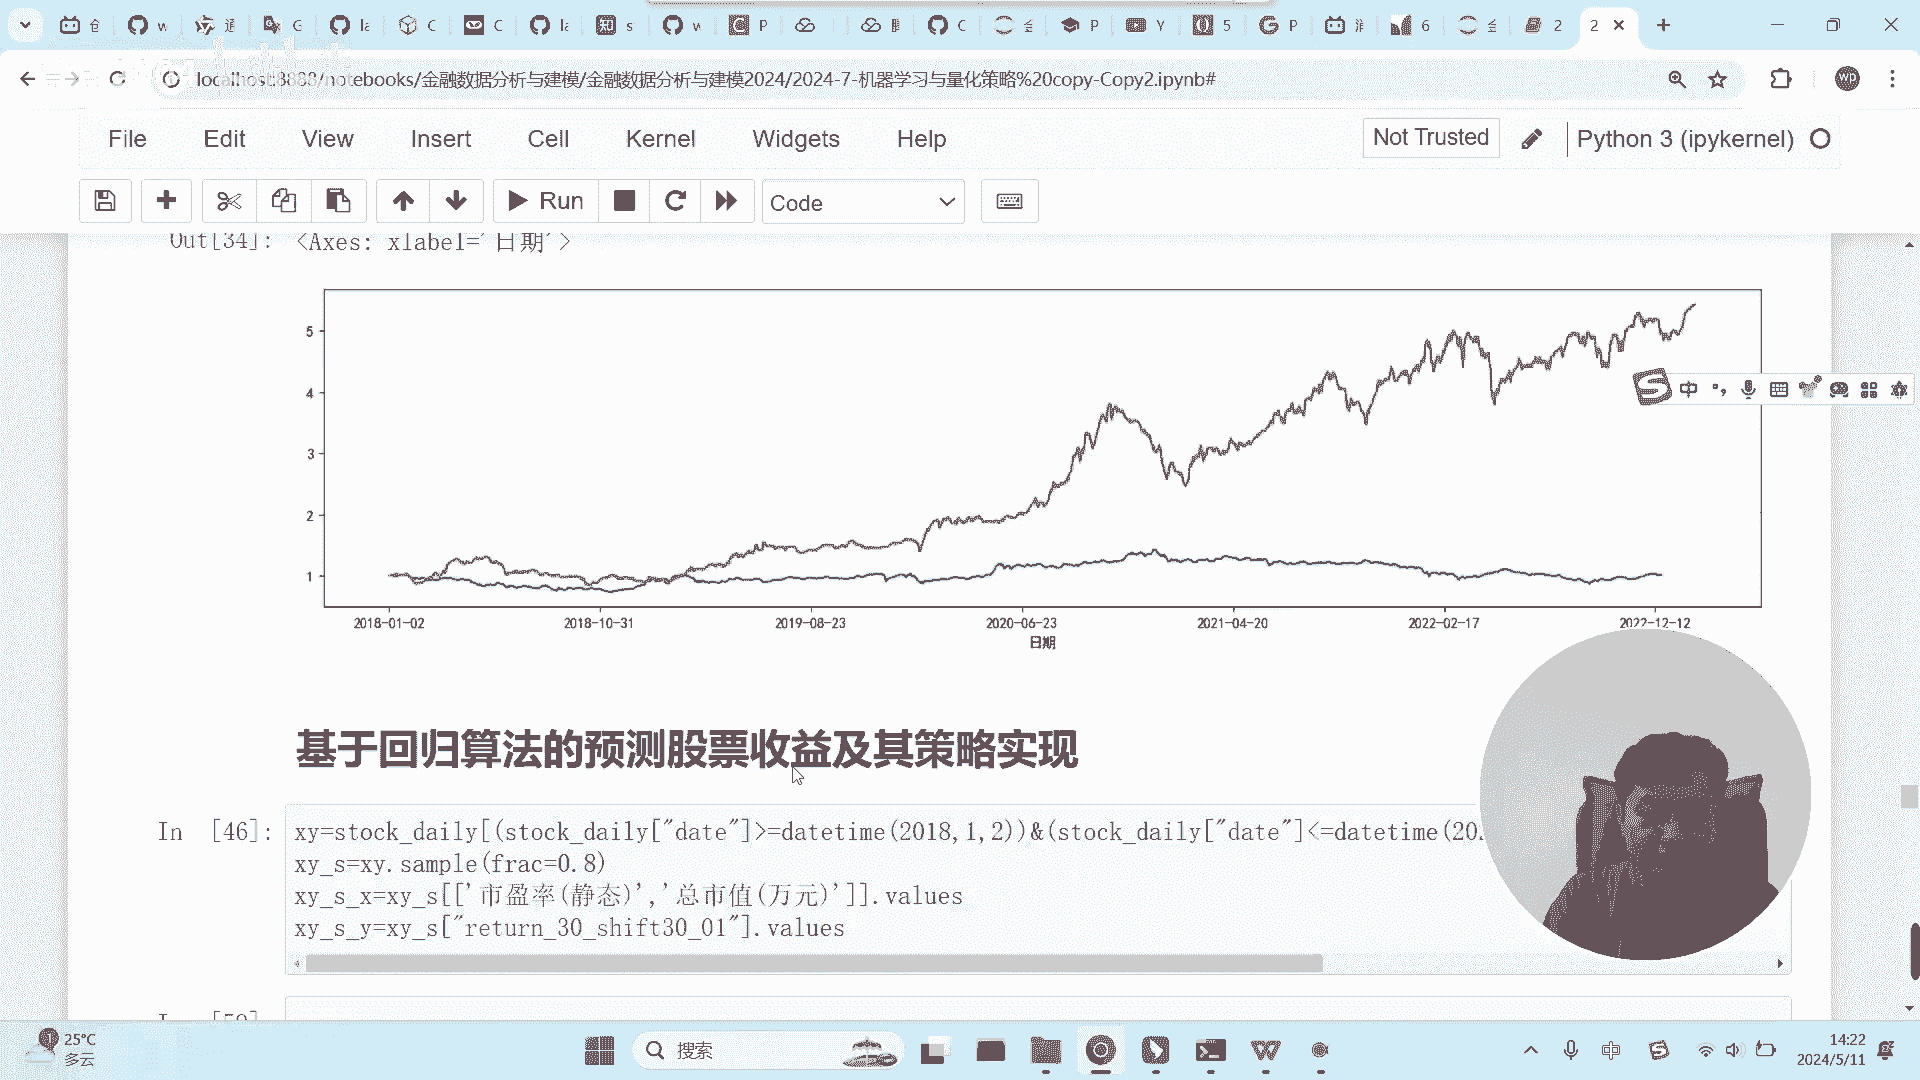 localhost:8888/notebooks/金融数据分析与建模/金融数据分析与建模2024/2024-7-机器学习与量化策略%20copy-Copy2.ipynb#
File Edit View Insert Cell Kernel Widgets Help
Not Trusted
Python 3 (ipykernel)
Run
Code
Out[34]: <Axes: xlabel='日期'>
5
4
3
2
1
2018-01-02 2018-10-31 2019-08-23 2020-06-23 2021-04-20 2022-02-17 2022-12-12
日期
中
基于回归算法的预测股票收益及其策略实现
In [46]:
xy=stock_daily[(stock_daily["date"]>=datetime(2018,1,2))&(stock_daily["date"]<=datetime(20
xy_s=xy.sample(frac=0.8)
xy_s_x=xy_s[['市盈率(静态)','总市值(万元)']].values
xy_s_y=xy_s["return_30_shift30_01"].values
25°C
多云
搜索
中
14:22
2024/5/11